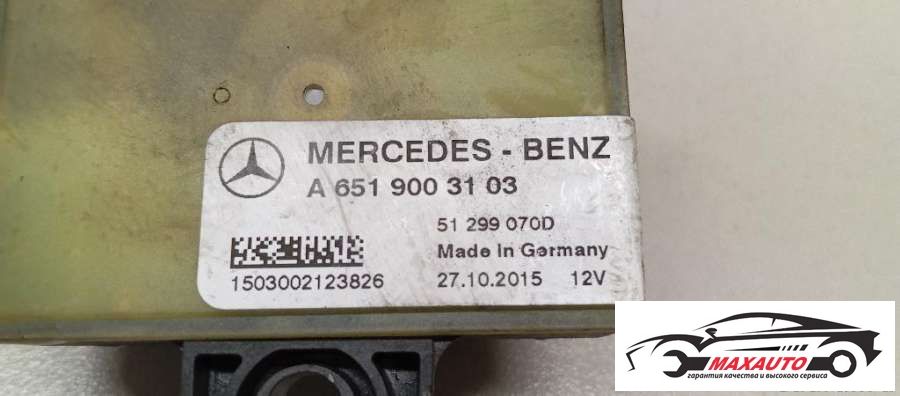 MERCEDES - BENZ
A 651 900 31 03
51 299 070D
Made In Germany
1503002123826
27.10.2015 12V
MAXAUTO
гарантия качества и высокого сервиса